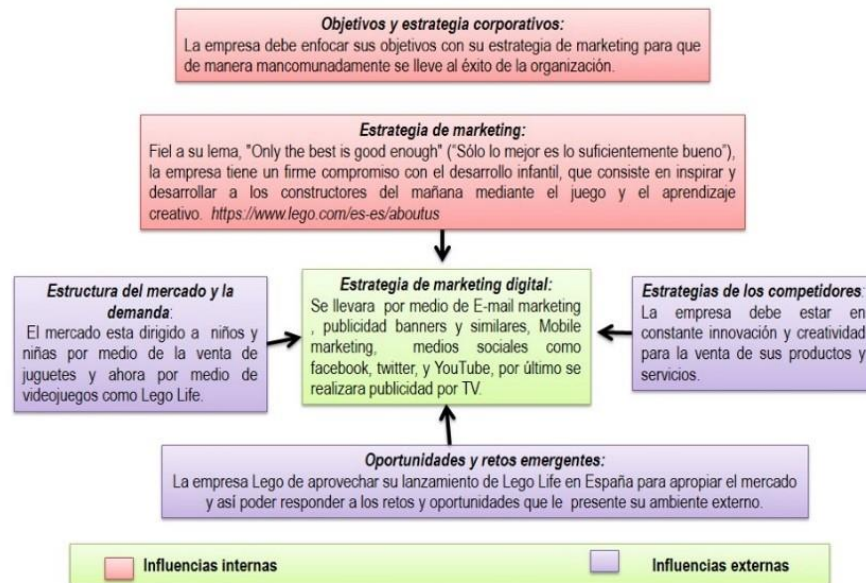 Objetivos y estrategia corporativos:
La empresa debe enfocar sus objetivos con su estrategia de marketing para que
de manera mancomunadamente se lleve al éxito de la organización.
Estrategia de marketing:
Fiel a su lema, "Only the best is good enough" ("Sólo lo mejor es lo suficientemente bueno"),
la empresa tiene un firme compromiso con el desarrollo infantil, que consiste en inspirar y
desarrollar a los constructores del mañana mediante el juego y el aprendizaje
creativo. https://www.lego.com/es-es/aboutus
Estructura del mercado y la
demanda:
El mercado esta dirigido a niños y
niñas por medio de la venta de
juguetes y ahora por medio de
videojuegos como Lego Life.
Estrategia de marketing digital:
Se llevara por medio de E-mail marketing
, publicidad banners y similares, Mobile
marketing, medios sociales como
facebook, twitter, y YouTube, por último se
realizara publicidad por TV.
Estrategias de los competidores:
La empresa debe estar en
constante innovación y creatividad
para la venta de sus productos y
servicios.
Oportunidades y retos emergentes:
La empresa Lego de aprovechar su lanzamiento de Lego Life en España para apropiar el mercado
y así poder responder a los retos y oportunidades que le presente su ambiente externo.
Influencias internas
Influencias externas